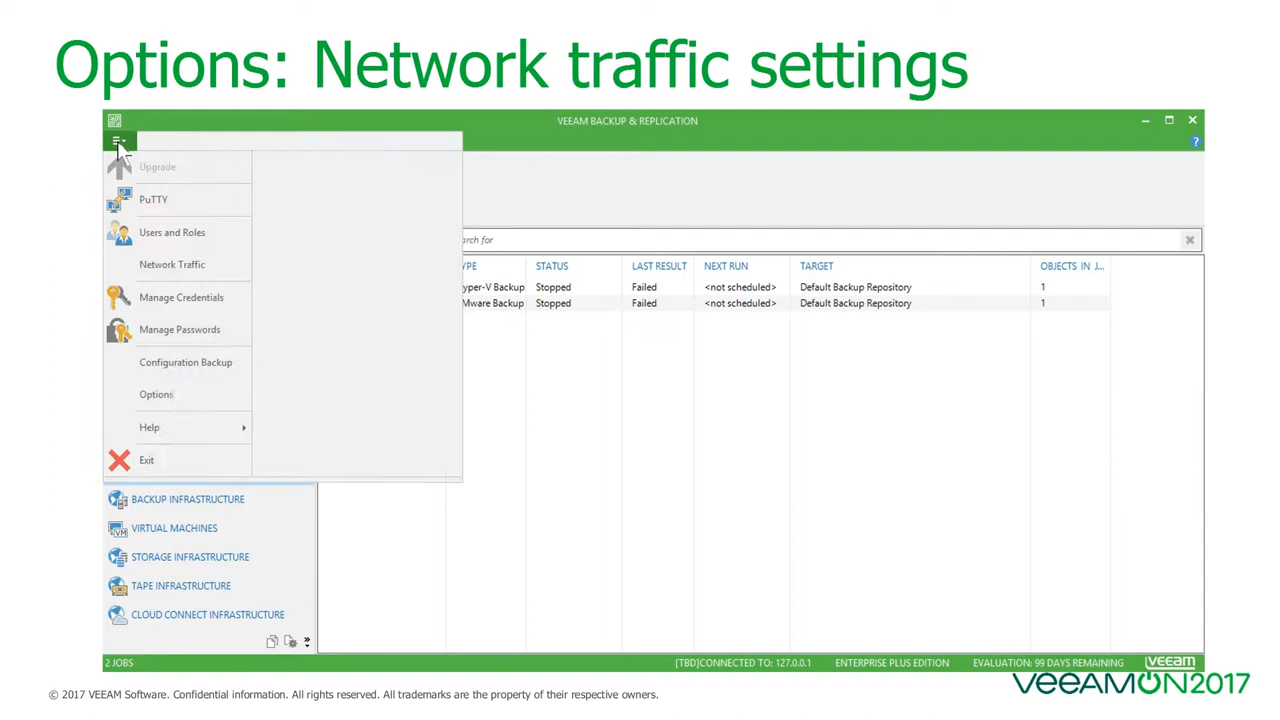 Options: Network traffic settings
VEEAM BACKUP & REPLICATION
?
Upgrade
PuTTY
Users and Roles
Network Traffic
Manage Credentials
Manage Passwords
Configuration Backup
Options
Help
Exit
arch for
YPE STATUS LAST RESULT NEXT RUN TARGET OBJECTS IN J...
yper-V Backup Stopped Failed <not scheduled> Default Backup Repository 1
Mware Backup Stopped Failed <not scheduled> Default Backup Repository 1
BACKUP INFRASTRUCTURE
VM
VIRTUAL MACHINES
STORAGE INFRASTRUCTURE
TAPE INFRASTRUCTURE
CLOUD CONNECT INFRASTRUCTURE
2 JOBS [TBD]CONNECTED TO: 127.0.0.1 ENTERPRISE PLUS EDITION EVALUATION: 99 DAYS REMAINING veeam
© 2017 VEEAM Software. Confidential information. All rights reserved. All trademarks are the property of their respective owners.
veeamON2017